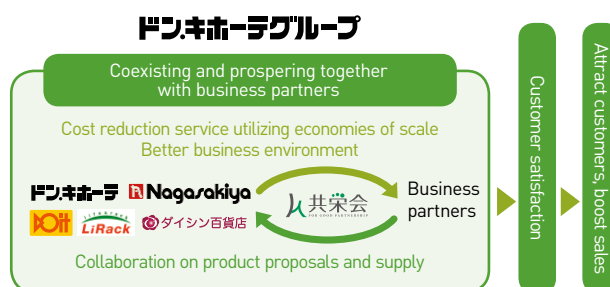 ドン.キホーテグループ
Coexisting and prospering together
with business partners
Cost reduction service utilizing economies of scale
Better business environment
ドン.キホーテ
Nagasakiya
DOit
LiRack
ダイシン百貨店
共栄会
FOR GOOD PARTNERSHIP
Business
partners
Collaboration on product proposals and supply
Customer satisfaction
Attract customers, boost sales